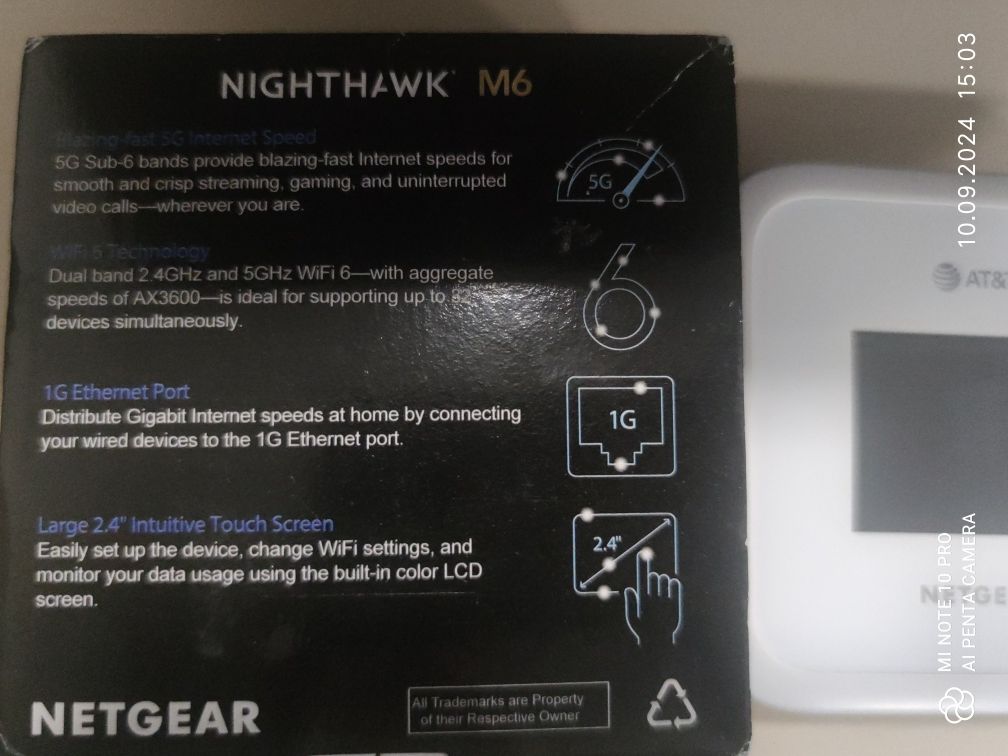 NIGHTHAWK M6
Blazing-fast 5G Internet Speed
5G Sub-6 bands provide blazing-fast Internet speeds for
smooth and crisp streaming, gaming, and uninterrupted
video calls—wherever you are.
5G
WiFi 6 Technology
Dual band 2.4GHz and 5GHz WiFi 6—with aggregate
speeds of AX3600—is ideal for supporting up to 32
devices simultaneously.
6
1G Ethernet Port
Distribute Gigabit Internet speeds at home by connecting
your wired devices to the 1G Ethernet port.
1G
Large 2.4" Intuitive Touch Screen
Easily set up the device, change WiFi settings, and
monitor your data usage using the built-in color LCD
screen.
2.4"
NETGEAR
All Trademarks are Property
of their Respective Owner
AT&T
NETGE
10.09.2024 15:03
MI NOTE 10 PRO
AI PENTA CAMERA